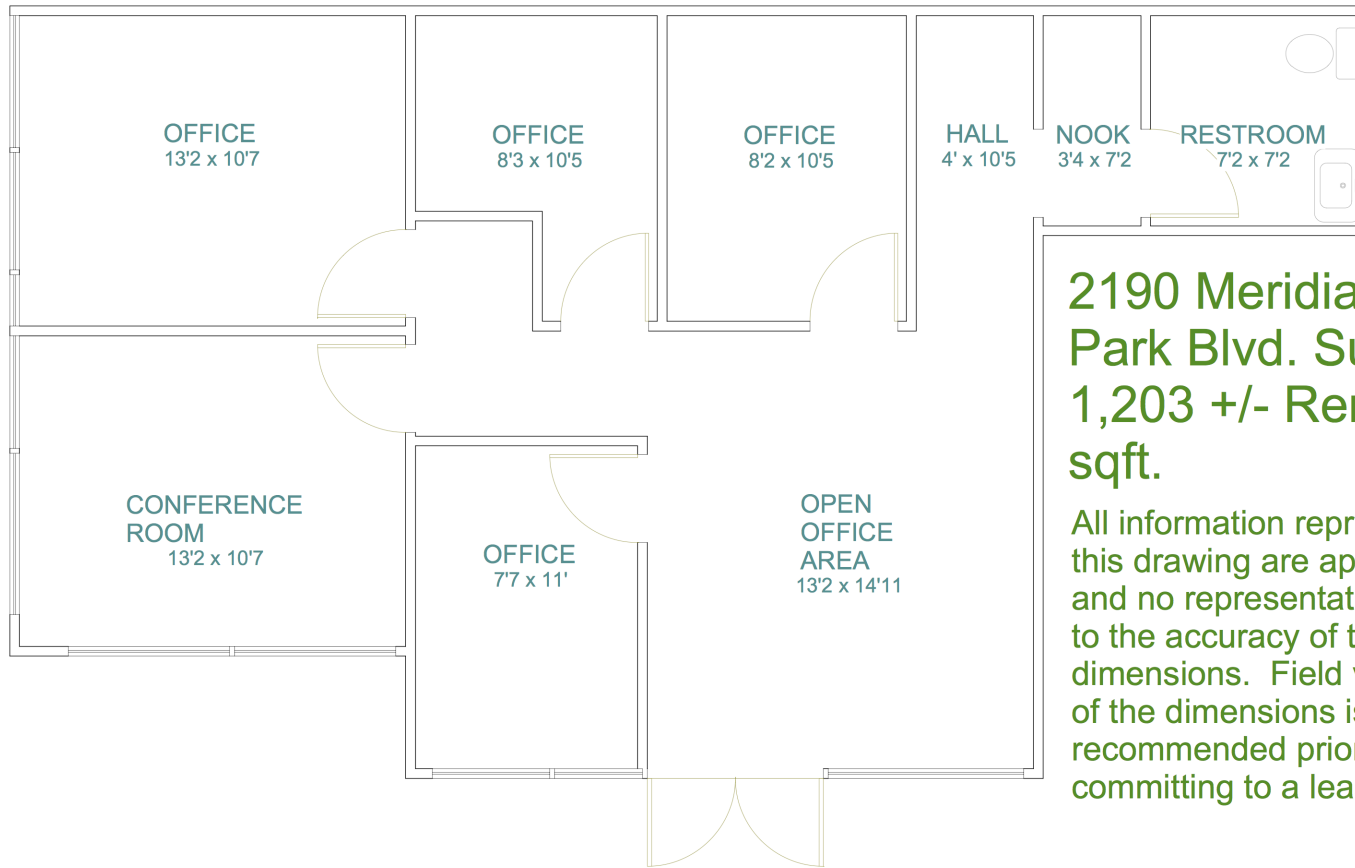 OFFICE
13'2 x 10'7
OFFICE
8'3 x 10'5
OFFICE
8'2 x 10'5
HALL
4' x 10'5
NOOK
3'4 x 7'2
RESTROOM
7'2 x 7'2
CONFERENCE
ROOM
13'2 x 10'7
OFFICE
7'7 x 11'
OPEN
OFFICE
AREA
13'2 x 14'11
2190 Meridia
Park Blvd. Su
1,203 +/- Ren
sqft.
All information repr
this drawing are ap
and no representat
to the accuracy of t
dimensions. Field v
of the dimensions is
recommended prior
committing to a lea